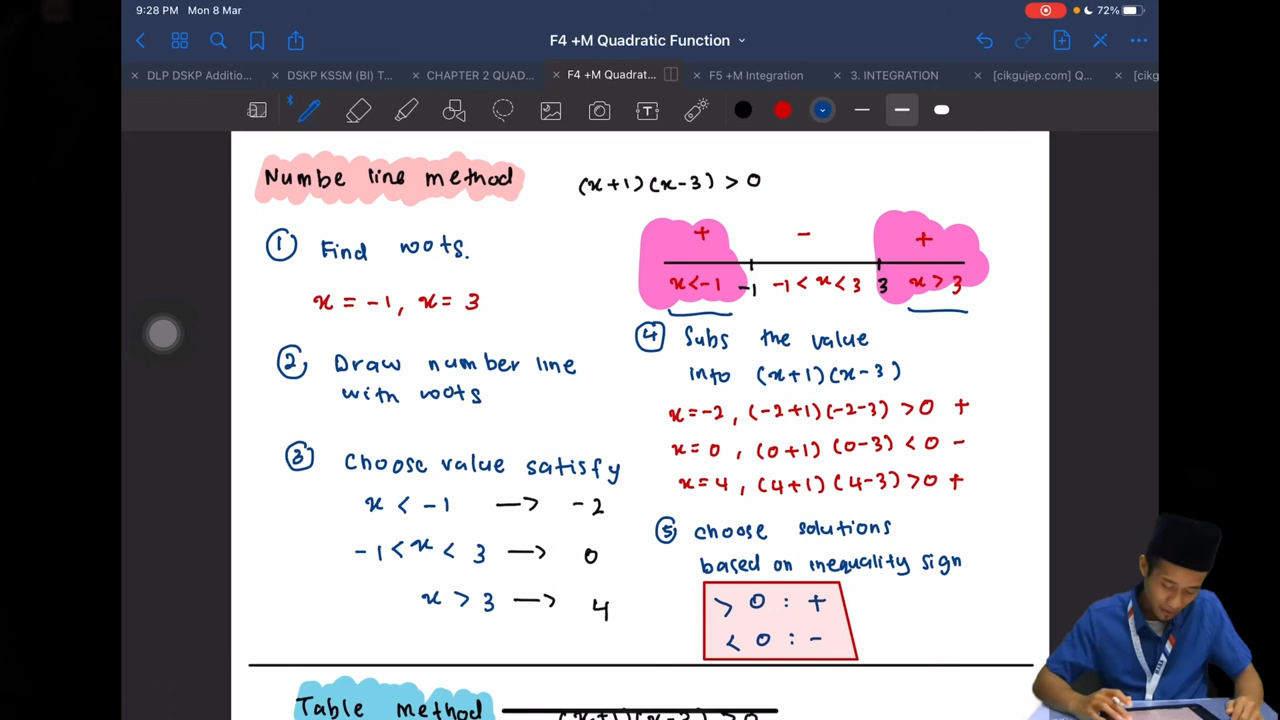 9:28 PM Mon 8 Mar
72%
F4 +M Quadratic Function
DLP DSKP Additio...
DSKP KSSM (BI) T...
CHAPTER 2 QUAD...
F4 +M Quadrat...
F5 +M Integration
3. INTEGRATION
[cikgujep.com] Q...
[cikg
Numbe line method
(x+1)(x-3) > 0
+ - +
x<-1 -1 -1 < x < 3 3 x > 3
① Find roots.
x = -1, x = 3
② Draw number line
with roots
③ Choose value satisfy
x < -1 → -2
-1 < x < 3 → 0
x > 3 → 4
④ Subs the value
into (x+1)(x-3)
x=-2, (-2+1)(-2-3) >0 +
x=0, (0+1) (0-3) <0 -
x=4, (4+1) (4-3)>0 +
⑤ choose solutions
based on inequality sign
> 0 : +
< 0 : -
Table method
(x+1)(x-3) > 0